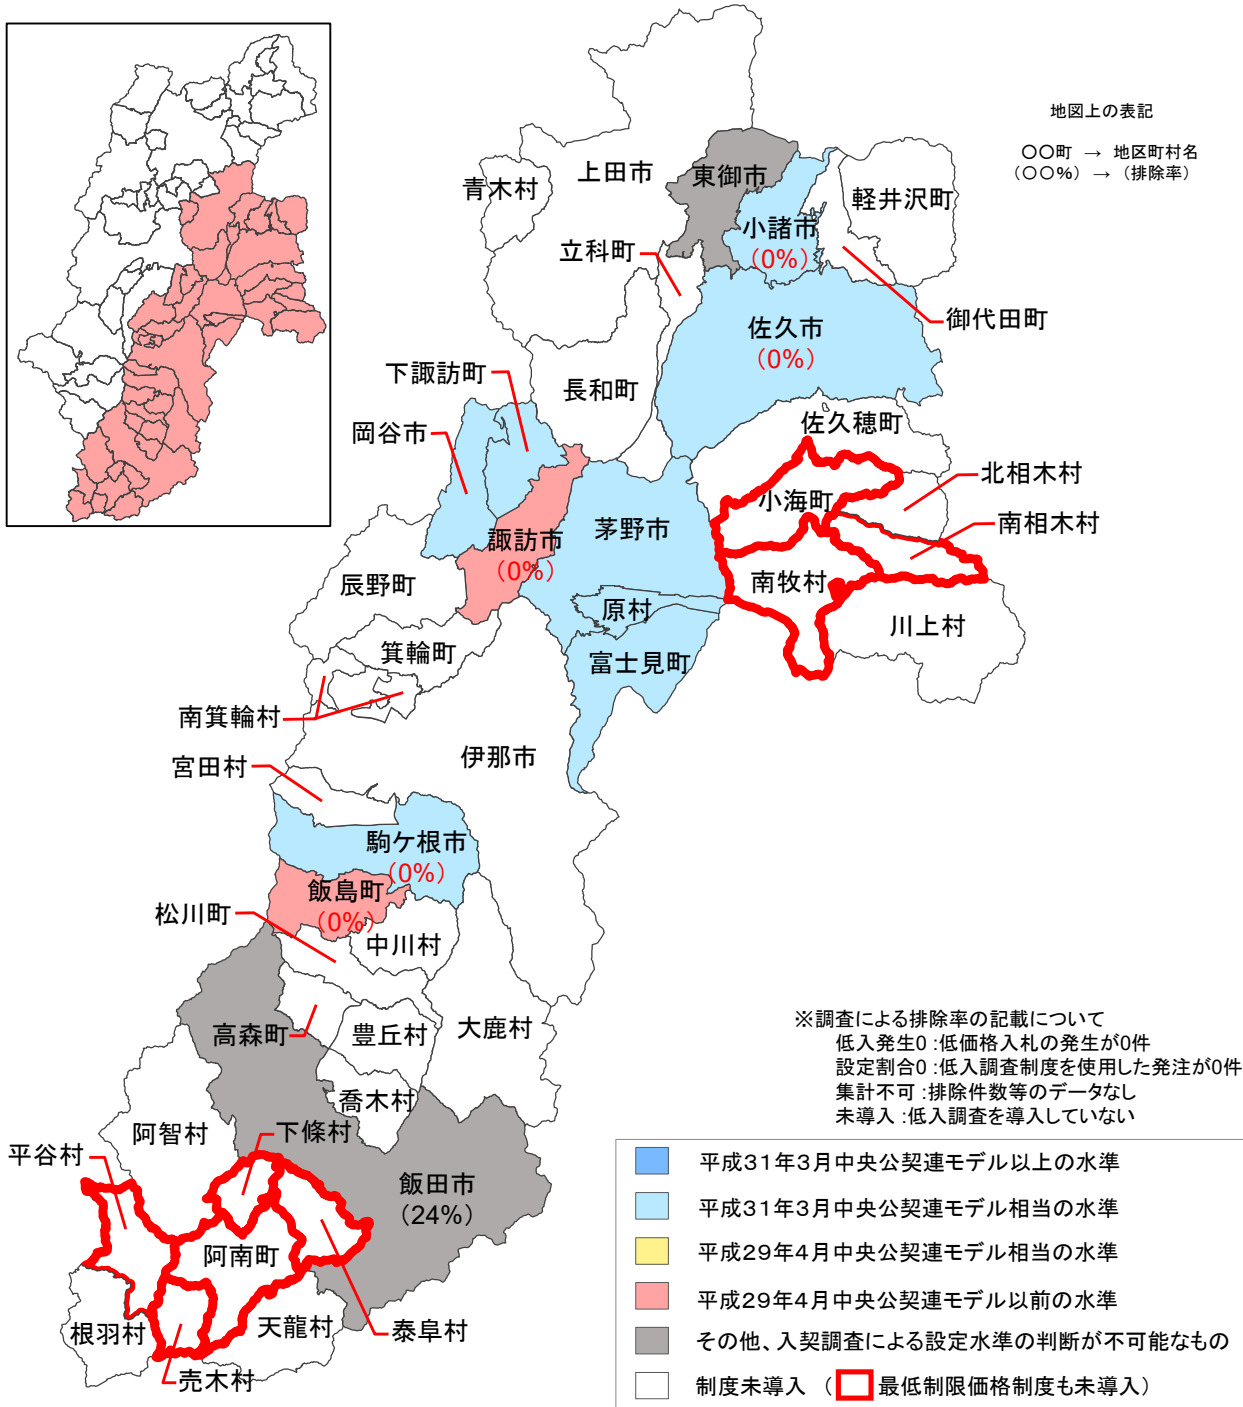 地図上の表記
〇〇町 → 地区町村名
(〇〇%) → (排除率)
上田市
東御市
青木村
軽井沢町
小諸市
(0%)
立科町
御代田町
佐久市
(0%)
下諏訪町
長和町
岡谷市
佐久穂町
北相木村
小海町
南相木村
諏訪市
(0%)
茅野市
辰野町
南牧村
原村
川上村
箕輪町
富士見町
南箕輪村
伊那市
宮田村
駒ケ根市
(0%)
飯島町
(0%)
松川町
中川村
高森町
豊丘村
大鹿村
喬木村
阿智村
下條村
平谷村
飯田市
(24%)
阿南町
根羽村
天龍村
泰阜村
売木村
※調査による排除率の記載について
低入発生0：低価格入札の発生が0件
設定割合0：低入調査制度を使用した発注が0件
集計不可：排除件数等のデータなし
未導入：低入調査を導入していない
平成31年3月中央公契連モデル以上の水準
平成31年3月中央公契連モデル相当の水準
平成29年4月中央公契連モデル相当の水準
平成29年4月中央公契連モデル以前の水準
その他、入契調査による設定水準の判断が不可能なもの
制度未導入 （ 最低制限価格制度も未導入）